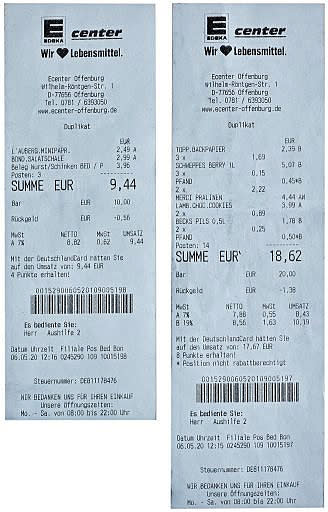 E
EDEKA
center
Wir ❤ Lebensmittel.
Ecenter Offenburg
Wilhelm-Röntgen-Str. 1
D-77656 Offenburg
Tel. 0781 / 6393050
www.ecenter-offenburg.de
Duplikat
EUR
L'AUBERG.MINIPAPR. 2,49 A
BOND.SALATSCHALE 2,99 A
Beleg Wurst/Schinken BED / P 3,96
Posten: 3
SUMME EUR 9,44
Bar EUR 10,00
Rückgeld EUR -0,56
MwSt NETTO MwSt UMSATZ
A 7% 8,82 0,62 9,44
Mit der DeutschlandCard hätten Sie
auf den Umsatz von: 9,44 EUR
4 Punkte erhalten!
0015290060520109005198
Es bediente Sie:
Herr Aushilfe 2
Datum Uhrzeit Filiale Pos Bed Bon
06.05.20 12:16 0245290 109 10015198
Steuernummer: DE811178476
WIR BEDANKEN UNS FÜR IHREN EINKAUF
Unsere Öffnungszeiten:
Mo. - Sa. von 08:00 bis 22:00 Uhr
E
EDEKA
center
Wir ❤ Lebensmittel.
Ecenter Offenburg
Wilhelm-Röntgen-Str. 1
D-77656 Offenburg
Tel. 0781 / 6393050
www.ecenter-offenburg.de
Duplikat
EUR
TOPP.BACKPAPIER 2,35 B
3 x 1,69
SCHWEPPES BERRY 1L 5,07 B
3 x 0,15
PFAND 0,45*B
2 x 2,22
MERCI PRALINEN 4,44 AW
LAMB.CHOC.COOKIES 3,99 A
2 x 0,89
BECKS PILS 0,5L 1,78 B
2 x 0,25
PFAND 0,50*B
Posten: 14
SUMME EUR 18,62
Bar EUR 20,00
Rückgeld EUR -1,38
MwSt NETTO MwSt UMSATZ
A 7% 7,88 0,55 8,43
B 19% 8,56 1,63 10,19
Mit der DeutschlandCard hätten Sie
auf den Umsatz von: 17,67 EUR
8 Punkte erhalten!
* Position nicht rabattberechtigt
0015290060520109005197
Es bediente Sie:
Herr Aushilfe 2
Datum Uhrzeit Filiale Pos Bed Bon
06.05.20 12:15 0245290 109 10015197
Steuernummer: DE811178476
WIR BEDANKEN UNS FÜR IHREN EINKAUF
Unsere Öffnungszeiten:
Mo. - Sa. von 08:00 bis 22:00 Uhr